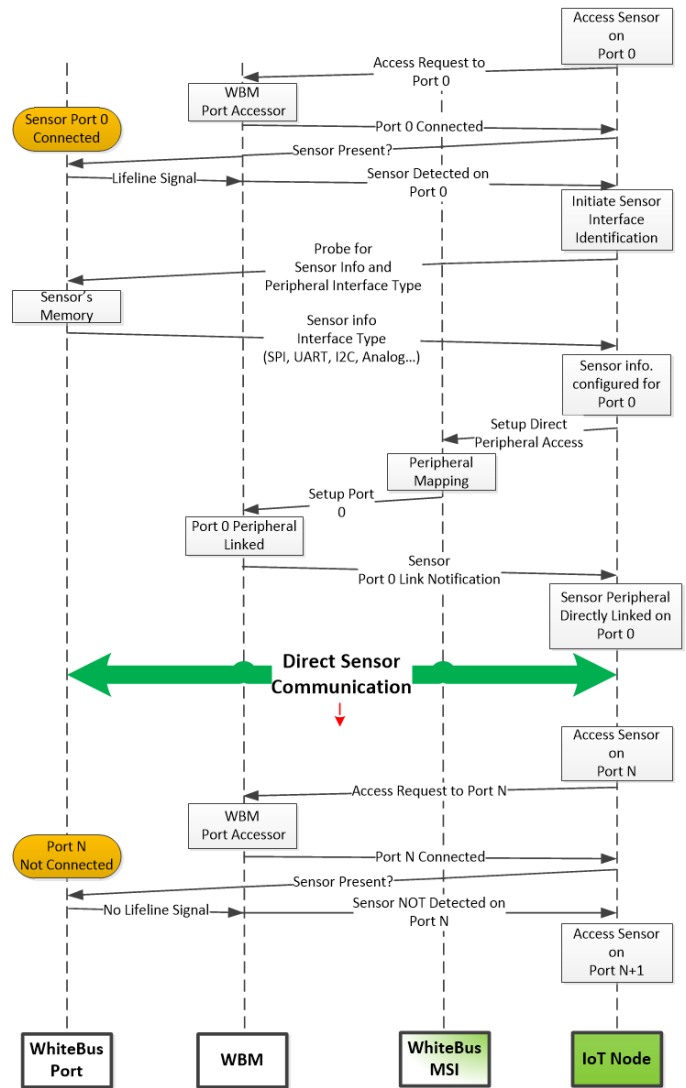 Access Sensor
on
Port 0
Access Request to
Port 0
WBM
Port Accessor
Sensor Port 0
Connected
Port 0 Connected
Sensor Present?
Lifeline Signal
Sensor Detected on
Port 0
Initiate Sensor
Interface
Identification
Probe for
Sensor Info and
Peripheral Interface Type
Sensor's
Memory
Sensor info
Interface Type
(SPI, UART, I2C, Analog...)
Sensor info.
configured for
Port 0
Setup Direct
Peripheral Access
Peripheral
Mapping
Setup Port
0
Port 0 Peripheral
Linked
Sensor
Port 0 Link Notification
Sensor Peripheral
Directly Linked on
Port 0
Direct Sensor
Communication
Access Sensor
on
Port N
Access Request to Port N
WBM
Port Accessor
Port N
Not Connected
Port N Connected
Sensor Present?
No Lifeline Signal
Sensor NOT Detected on
Port N
Access Sensor
on
Port N+1
WhiteBus
Port
WBM
WhiteBus
MSI
IoT Node